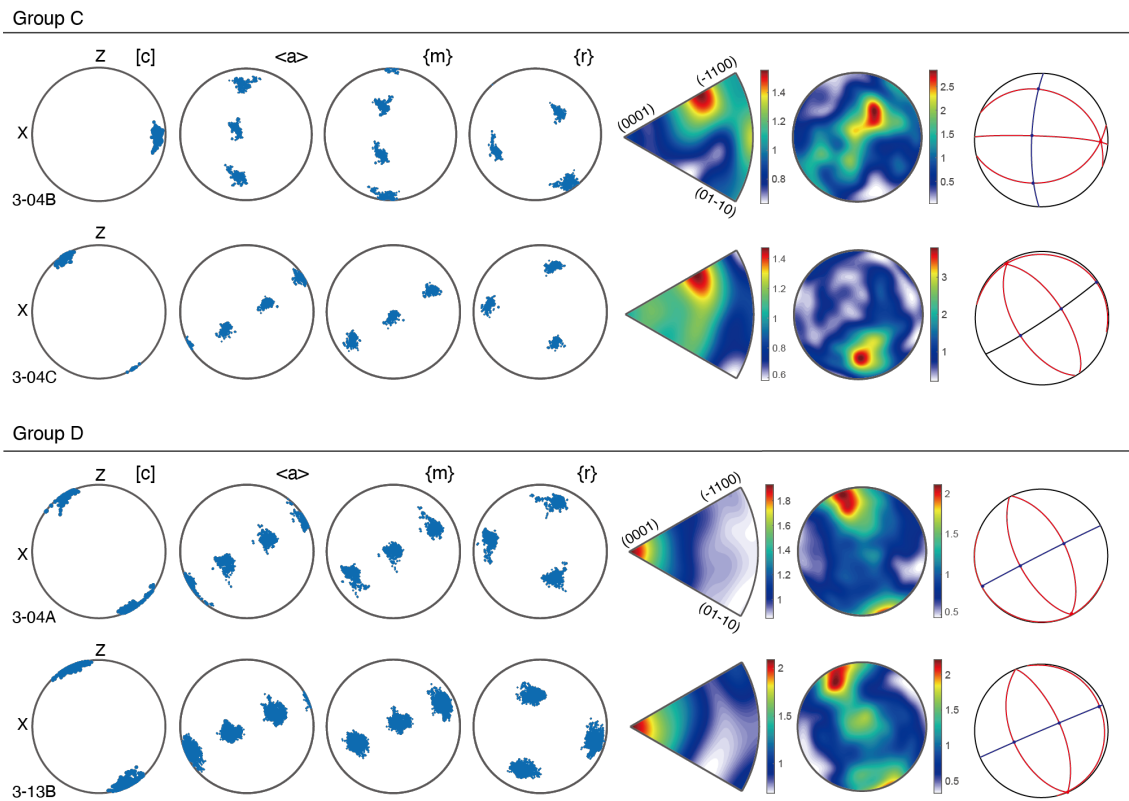 Group C
Z [c] <a> {m} {r}
X
3-04B
(0001)
(-1100)
(01-10)
1.4
1.2
1
0.8
2.5
2
1.5
1
0.5
Z
X
3-04C
1.4
1.2
1
0.8
0.6
3
2
1
Group D
Z [c] <a> {m} {r}
X
3-04A
(0001)
(-1100)
(01-10)
1.8
1.6
1.4
1.2
1
2
1.5
1
0.5
Z
X
3-13B
2
1.5
1
2
1.5
1
0.5